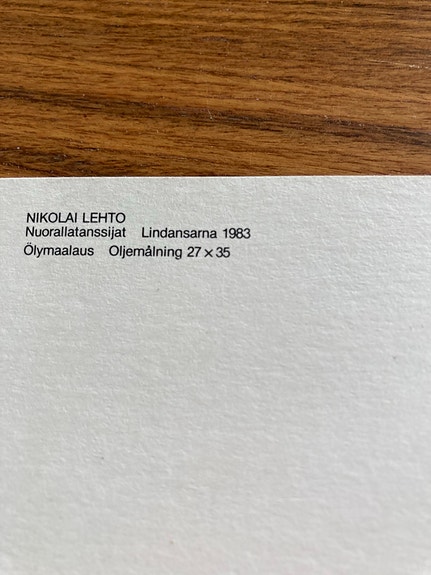 NIKOLAI LEHTO
Nuorallatanssijat Lindansarna 1983
Ölymaalaus Oljemålning 27 × 35